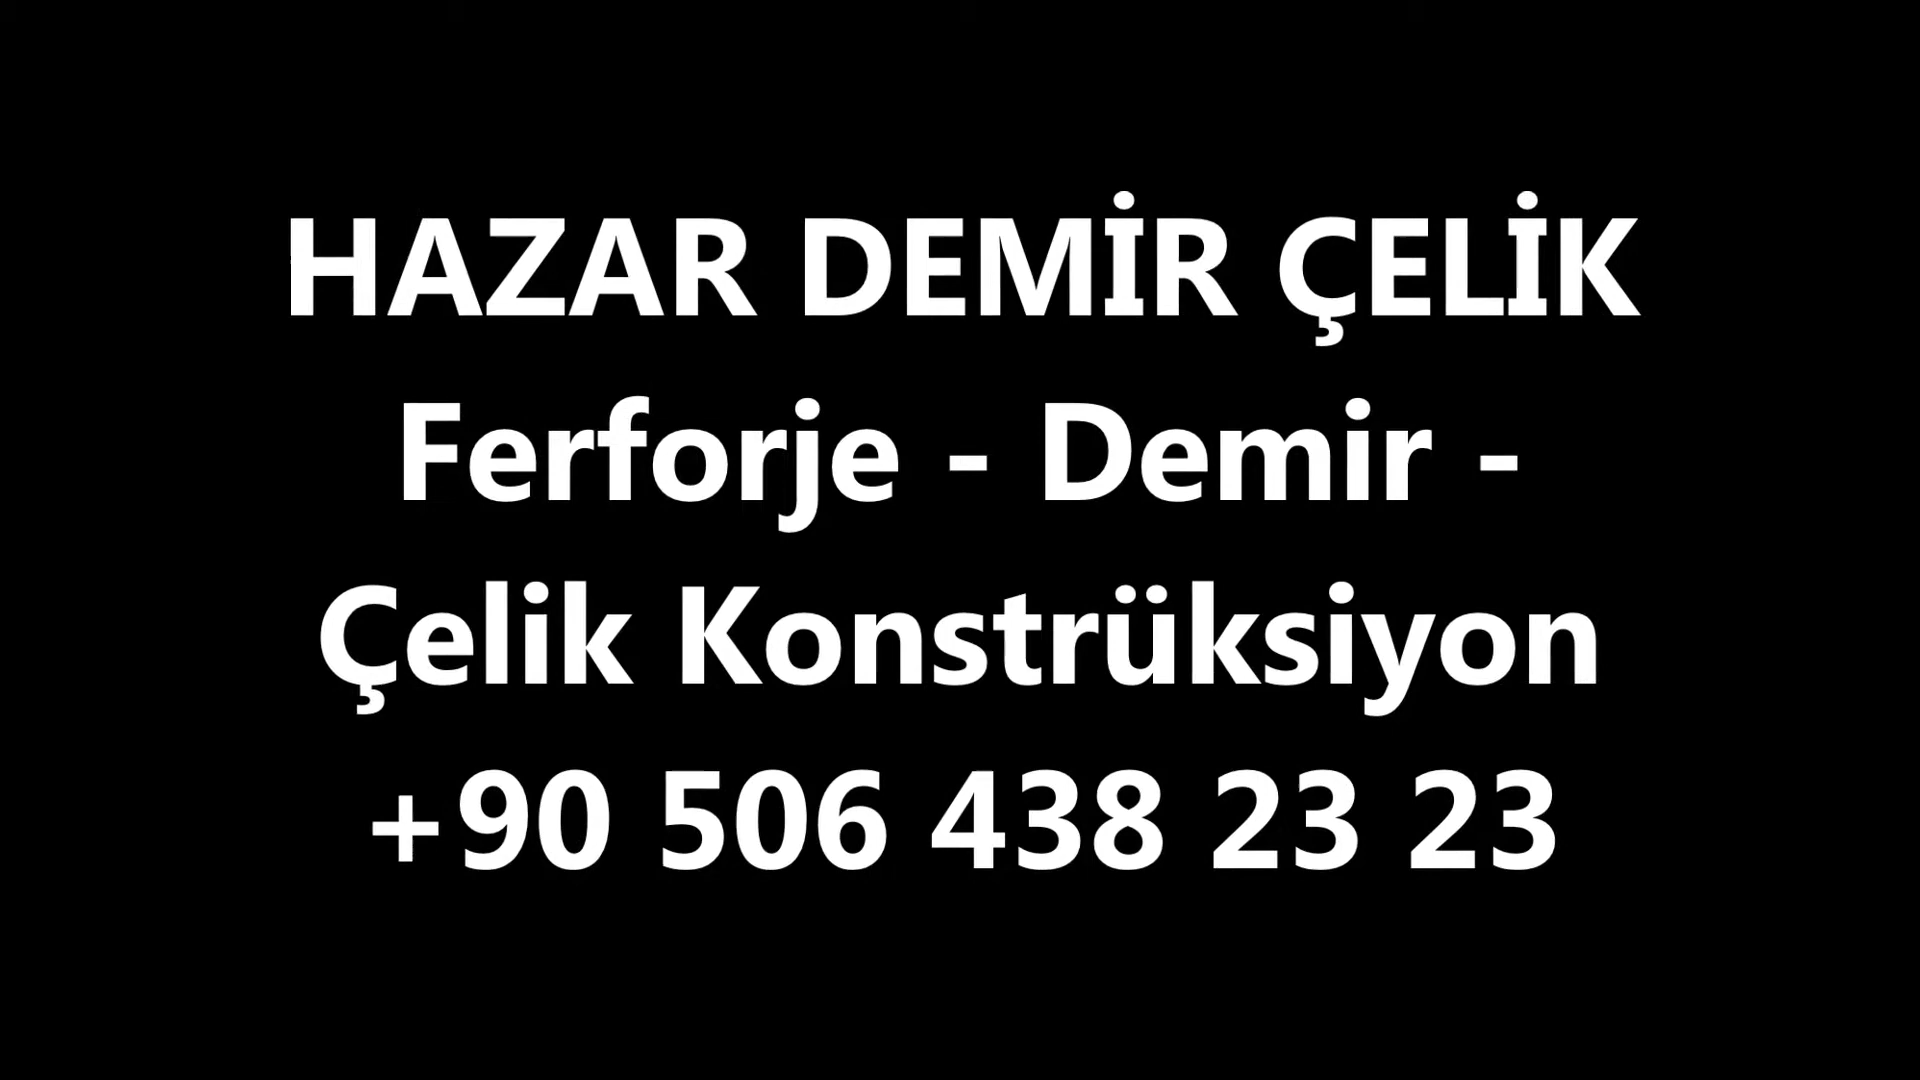 HAZAR DEMİR ÇELİK
Ferforje - Demir -
Çelik Konstrüksiyon
+90 506 438 23 23